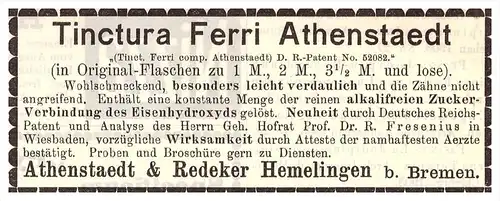 Tinctura Ferri Athenstaedt
„(Tinct. Ferri comp. Athenstaedt) D. R.-Patent No. 52082."
(in Original-Flaschen zu 1 M., 2 M., 3½ M. und lose).
Wohlschmeckend, besonders leicht verdaulich und die Zähne nicht
angreifend. Enthält eine konstante Menge der reinen alkalifreien Zucker-
Verbindung des Eisenhydroxyds gelöst. Neuheit durch Deutsches Reichs-
Patent und Analyse des Herrn Geh. Hofrat Prof. Dr. R. Fresenius in
Wiesbaden, vorzügliche Wirksamkeit durch Atteste der namhaftesten Aerzte
bestätigt. Proben und Broschüre gern zu Diensten.
Athenstaedt & Redeker Hemelingen b. Bremen.